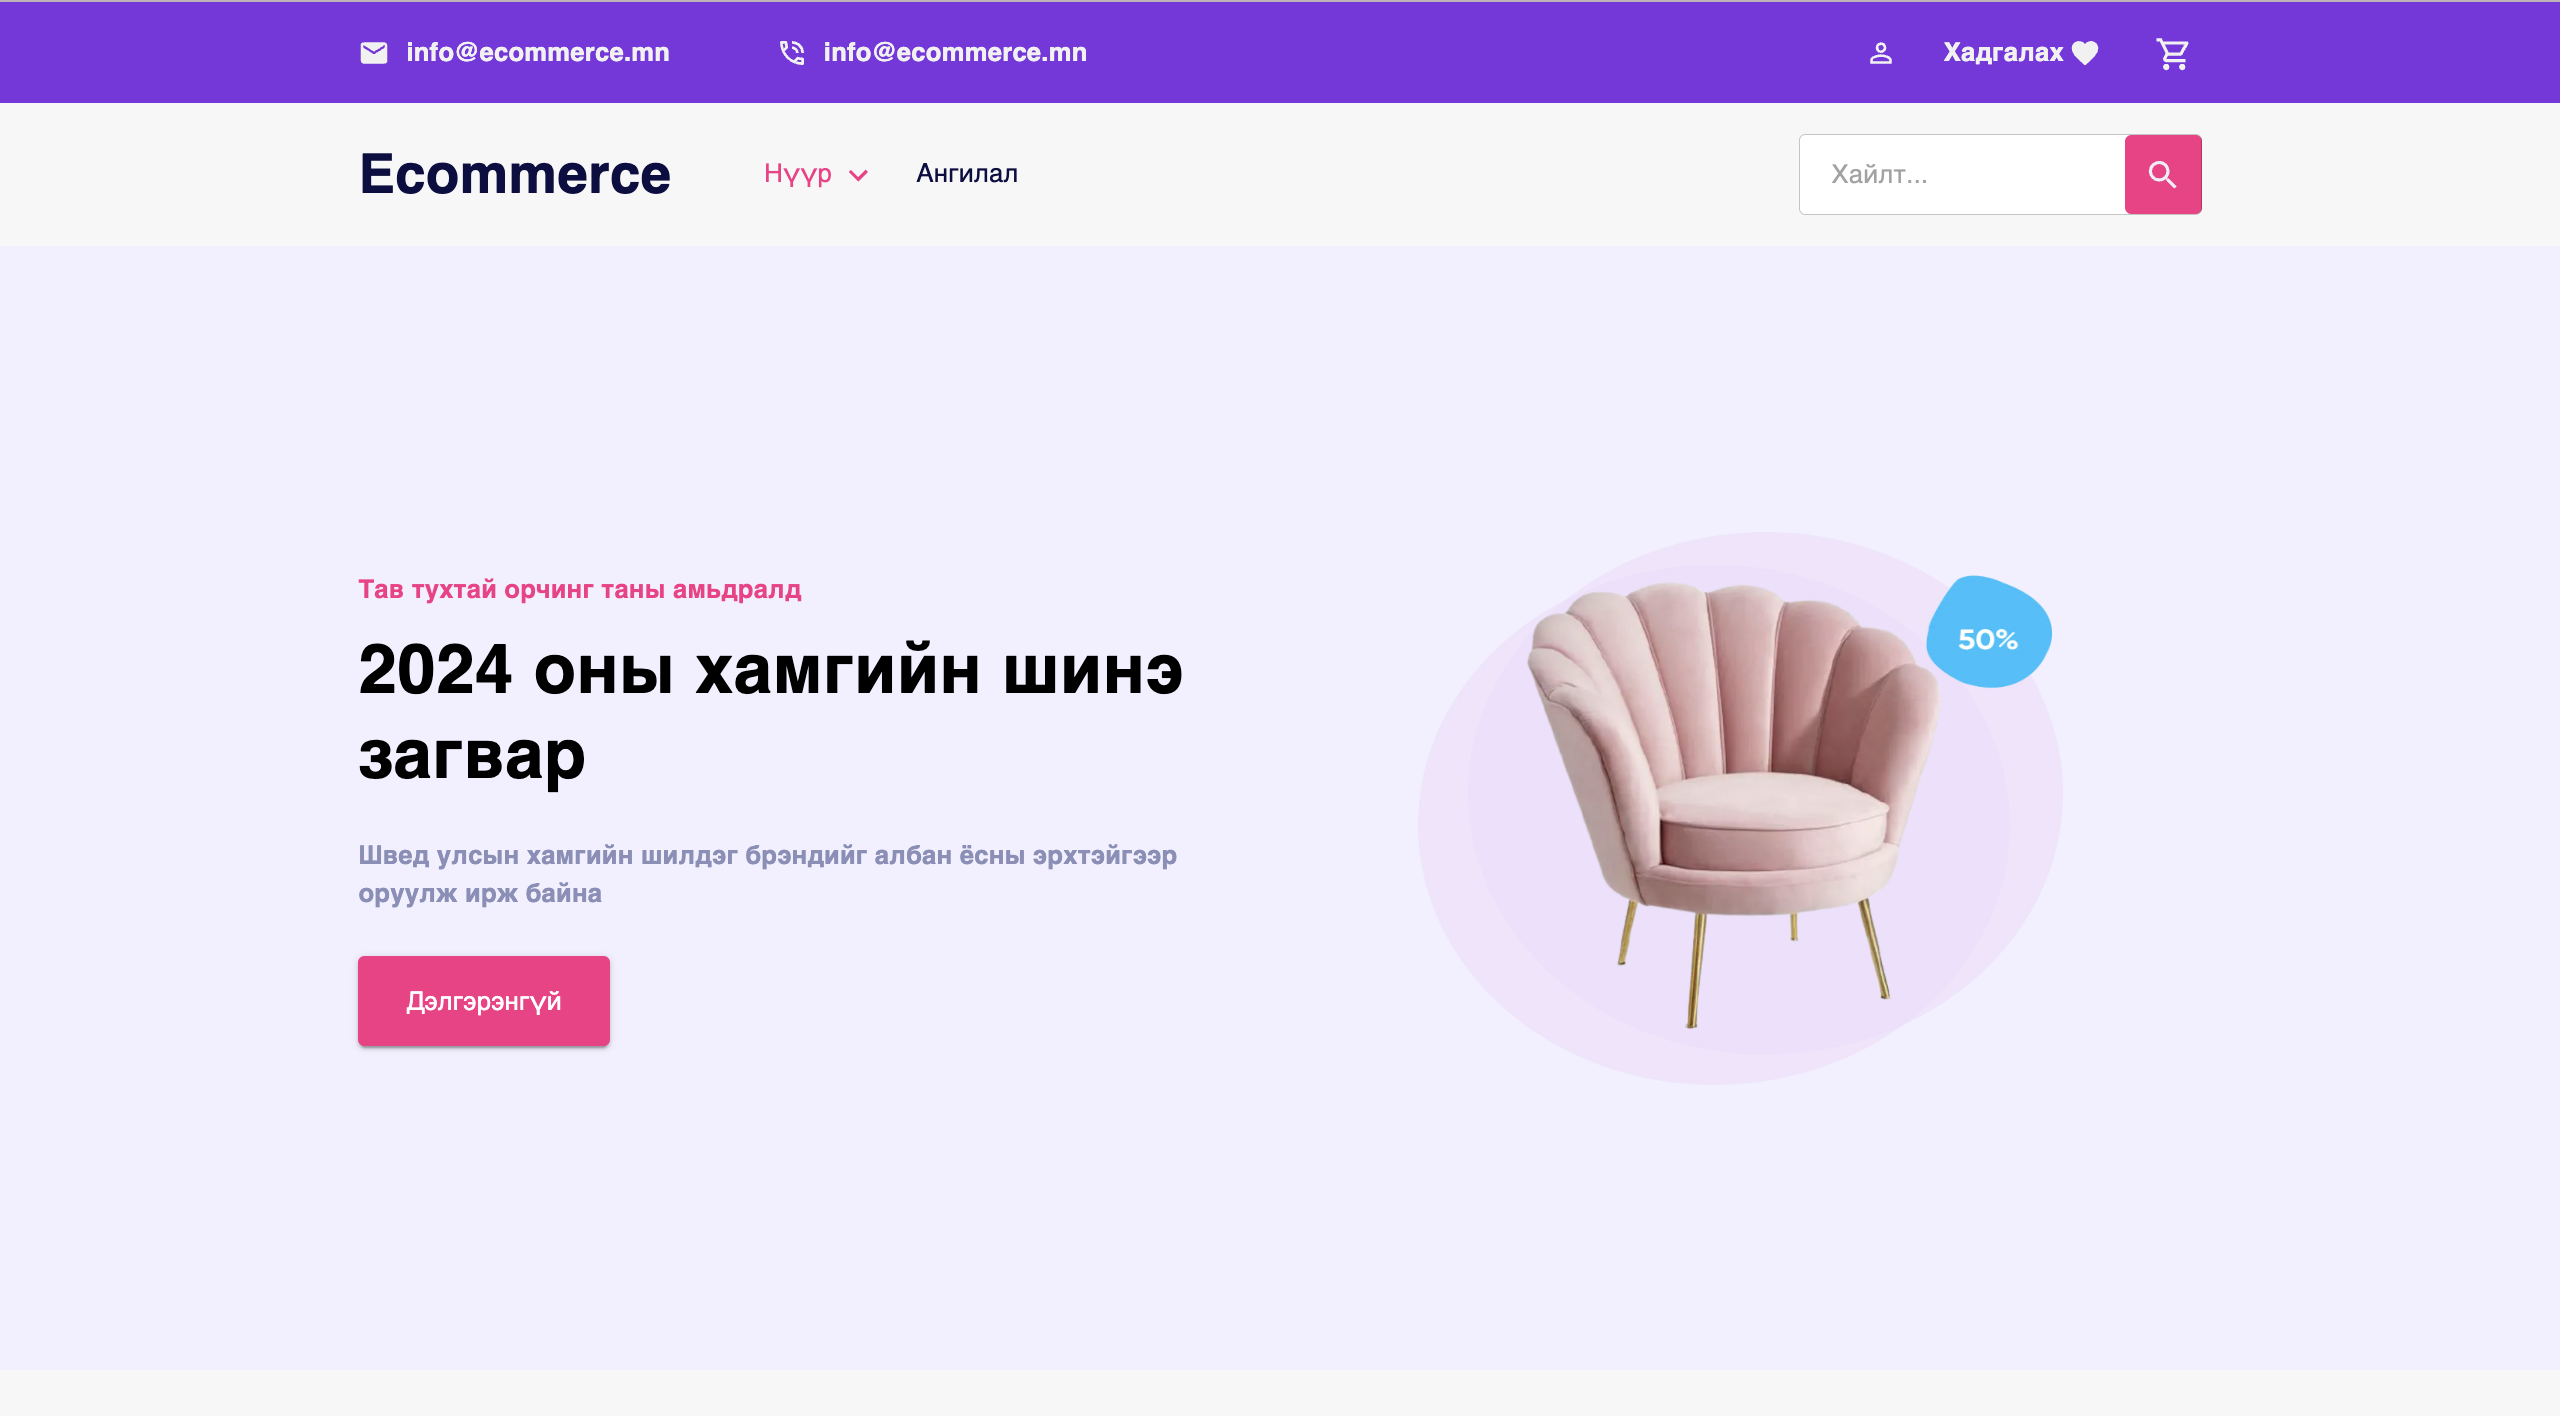 info@ecommerce.mn
info@ecommerce.mn
Хадгалах
Ecommerce
Нүүр
Ангилал
Хайлт...
Тав тухтай орчинг таны амьдралд
2024 оны хамгийн шинэ
загвар
Швед улсын хамгийн шилдэг брэндийг албан ёсны эрхтэйгээр
оруулж ирж байна
Дэлгэрэнгүй
50%